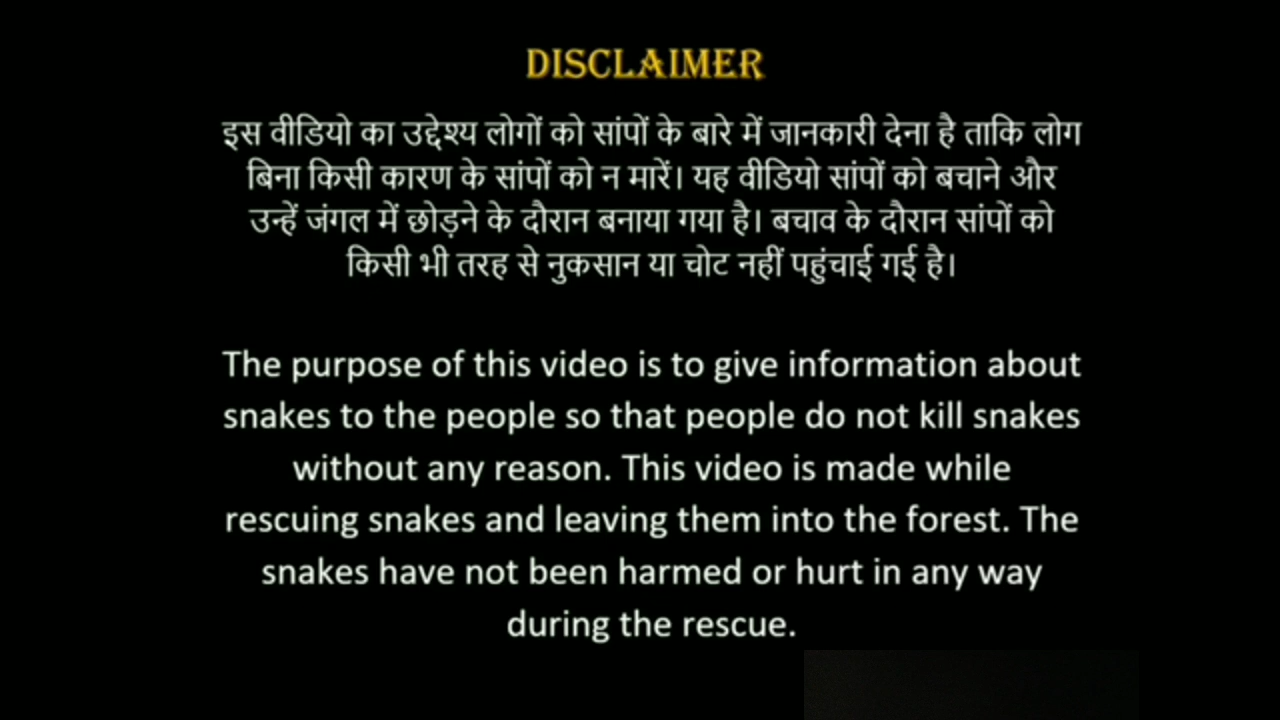 DISCLAIMER
इस वीडियो का उद्देश्य लोगों को सांपों के बारे में जानकारी देना है ताकि लोग
बिना किसी कारण के सांपों को न मारें। यह वीडियो सांपों को बचाने और
उन्हें जंगल में छोड़ने के दौरान बनाया गया है। बचाव के दौरान सांपों को
किसी भी तरह से नुकसान या चोट नहीं पहुंचाई गई है।
The purpose of this video is to give information about
snakes to the people so that people do not kill snakes
without any reason. This video is made while
rescuing snakes and leaving them into the forest. The
snakes have not been harmed or hurt in any way
during the rescue.